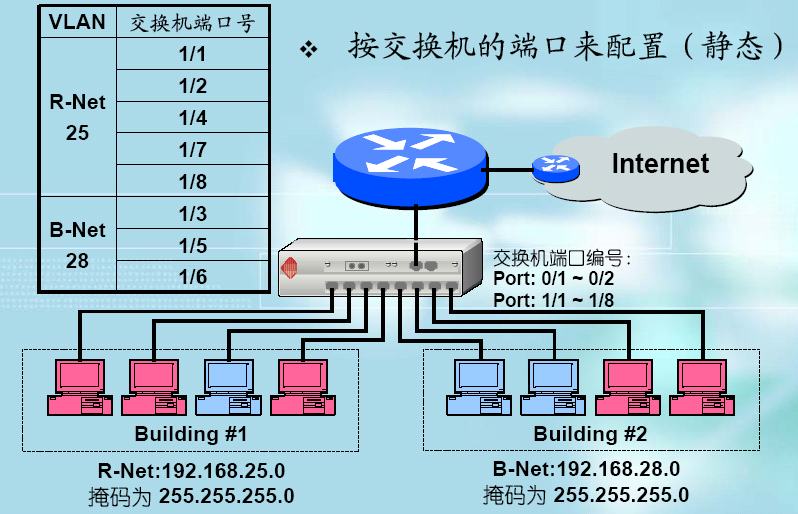 ❖ 按交换机的端口来配置（静态）
VLAN 交换机端口号
R-Net
25
1/1
1/2
1/4
1/7
1/8
B-Net
28
1/3
1/5
1/6
Internet
交换机端口编号：
Port: 0/1 ~ 0/2
Port: 1/1 ~ 1/8
Building #1
Building #2
R-Net:192.168.25.0
掩码为 255.255.255.0
B-Net:192.168.28.0
掩码为 255.255.255.0